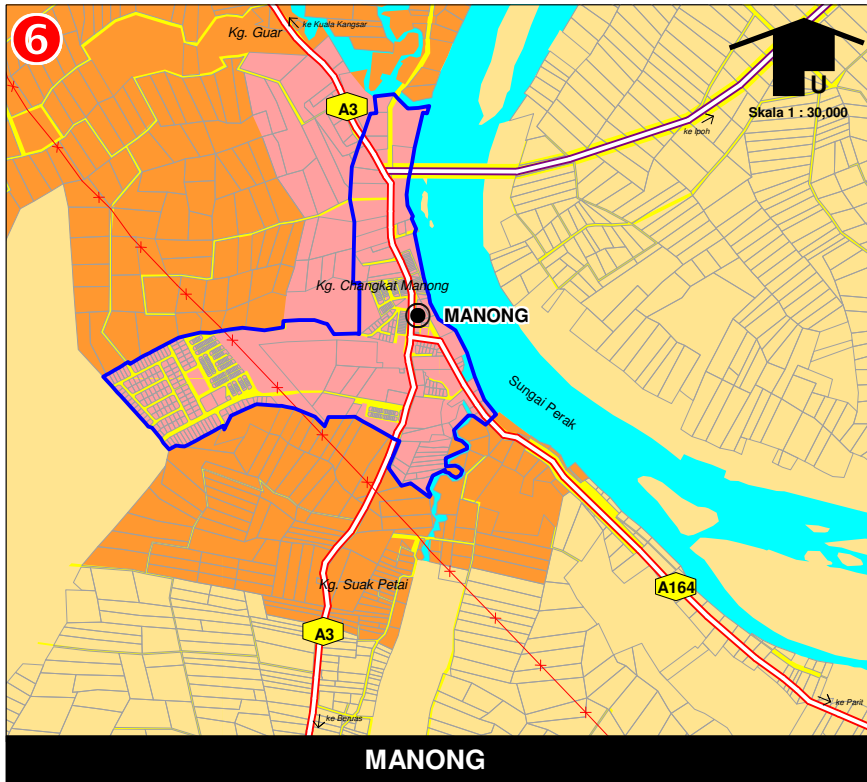 6
ke Kuala Kangsar
Kg. Guar
U
Skala 1 : 30,000
A3
ke Ipoh
Kg. Changkat Manong
MANONG
Sungai Perak
Kg. Suak Petai
A164
A3
ke Parit
ke Beruas
MANONG